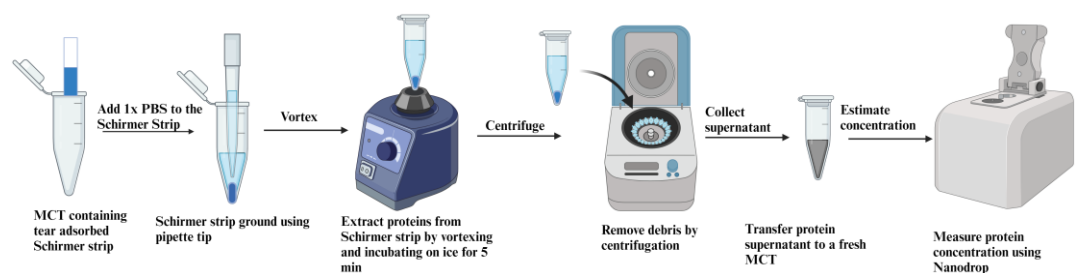 Add 1x PBS to the
Schirmer Strip
Vortex
Centrifuge
Collect
supernatant
Estimate
concentration
MCT containing
tear adsorbed
Schirmer strip
Schirmer strip ground using
pipette tip
Extract proteins from
Schirmer strip by vortexing
and incubating on ice for 5
min
Remove debris by
centrifugation
Transfer protein
supernatant to a fresh
MCT
Measure protein
concentration using
Nanodrop